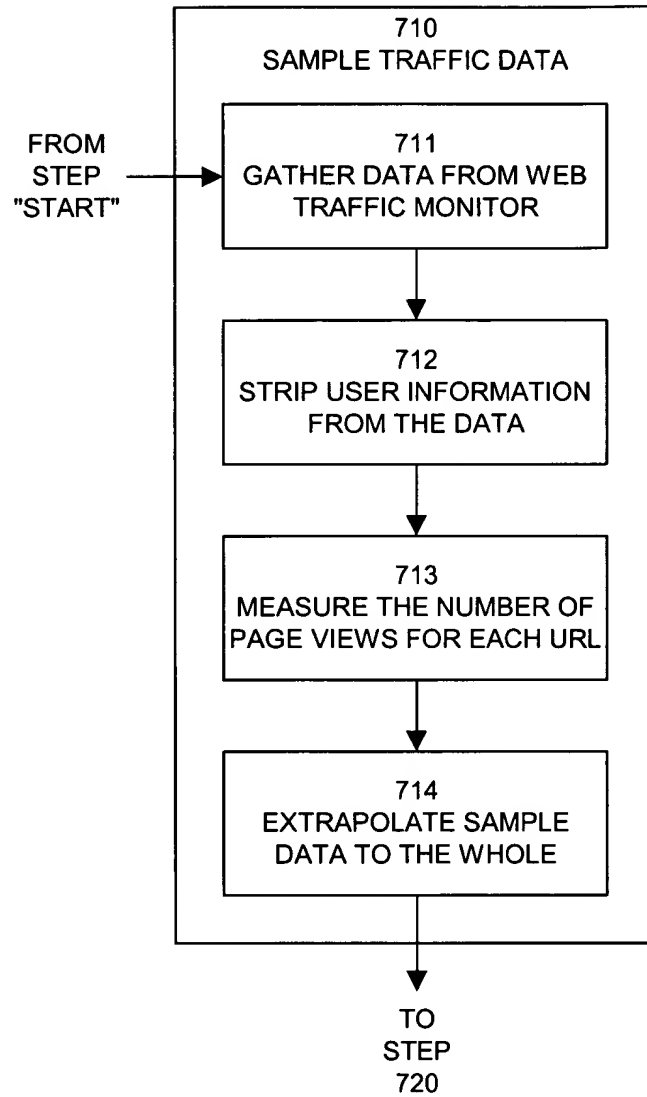 710
SAMPLE TRAFFIC DATA
FROM
STEP
"START"
711
GATHER DATA FROM WEB
TRAFFIC MONITOR
712
STRIP USER INFORMATION
FROM THE DATA
713
MEASURE THE NUMBER OF
PAGE VIEWS FOR EACH URL
714
EXTRAPOLATE SAMPLE
DATA TO THE WHOLE
TO
STEP
720